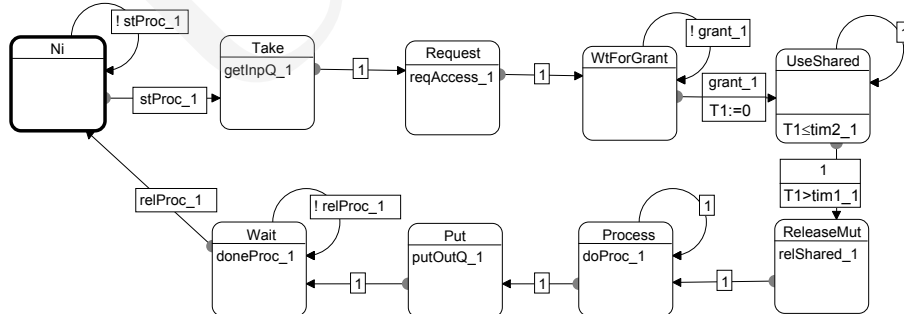 ! stProc_1
Ni
stProc_1
Take
getInpQ_1
1
Request
reqAccess_1
1
WtForGrant
! grant_1
grant_1
T1:=0
UseShared
T1≤tim2_1
1
1
T1>tim1_1
ReleaseMut
relShared_1
1
Process
doProc_1
1
1
Put
putOutQ_1
1
Wait
doneProc_1
! relProc_1
relProc_1